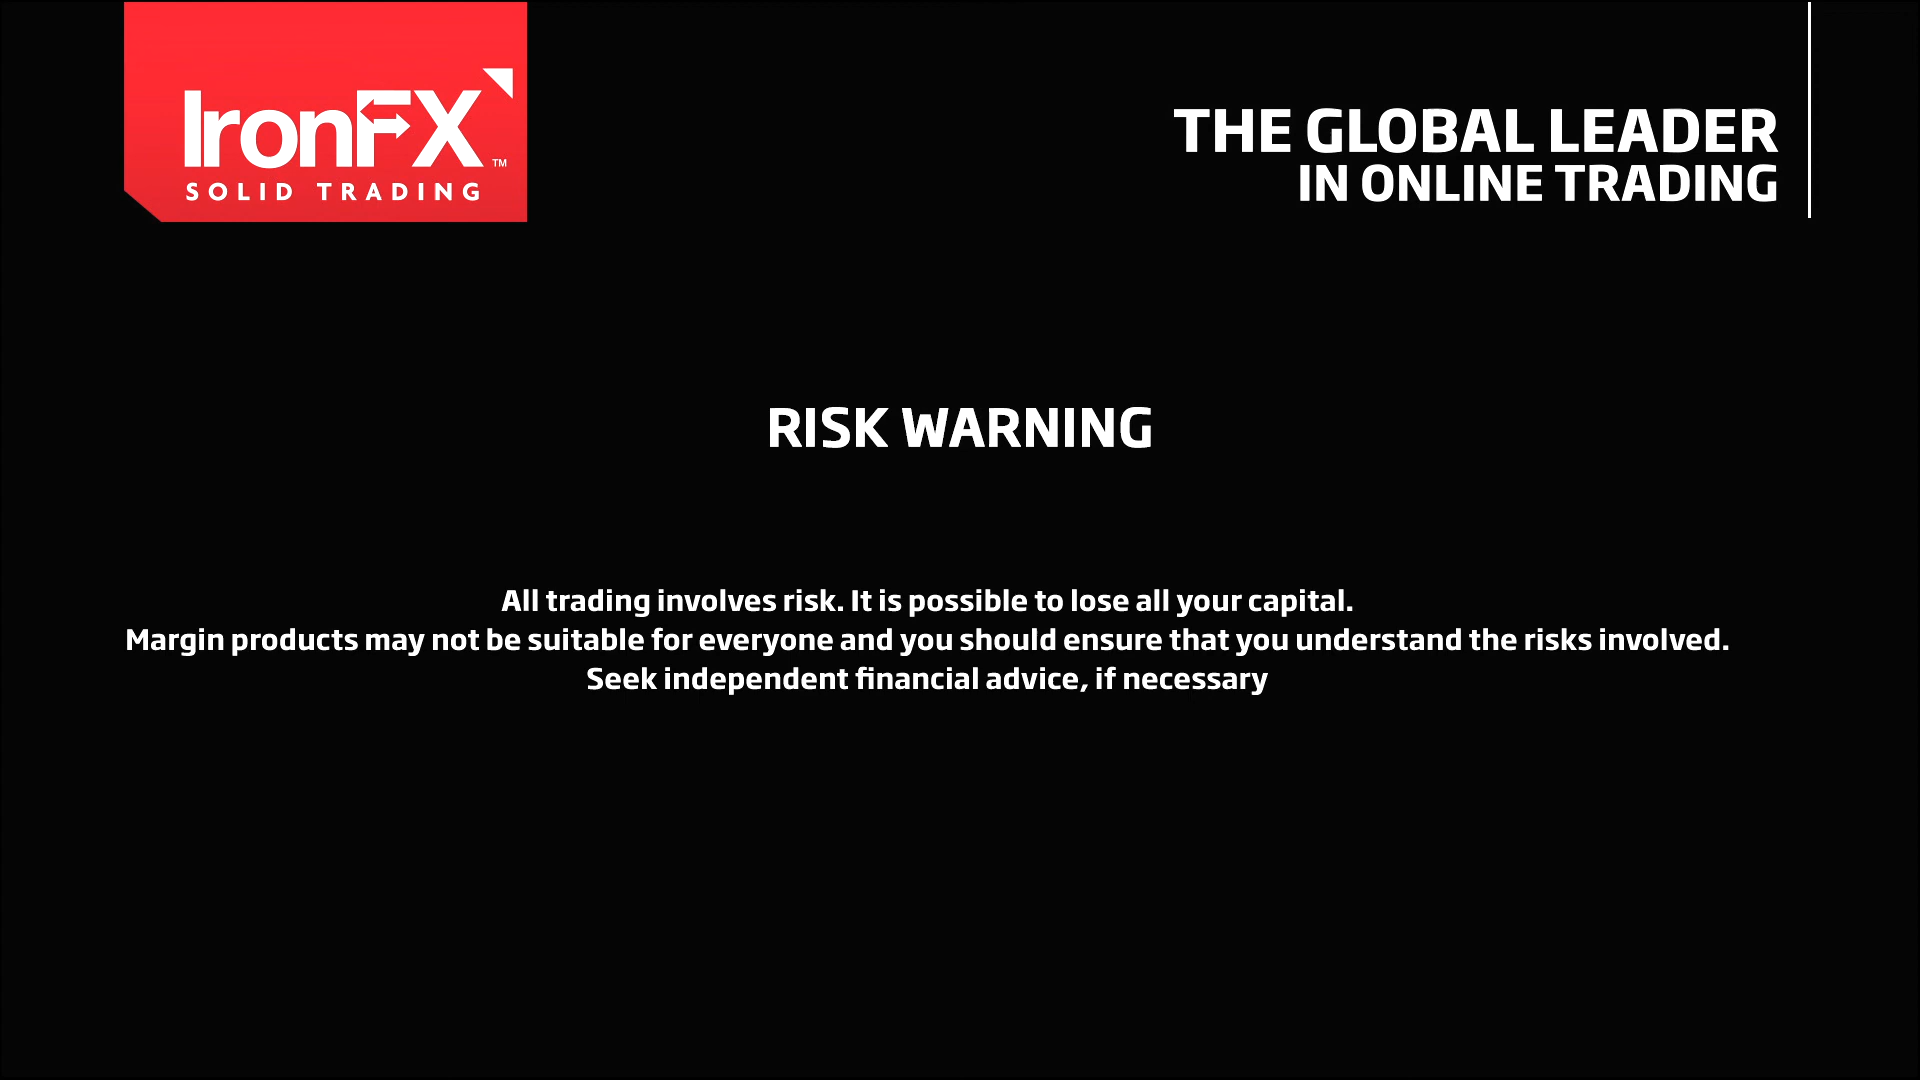 IronFX™
SOLID TRADING
THE GLOBAL LEADER
IN ONLINE TRADING
RISK WARNING
All trading involves risk. It is possible to lose all your capital.
Margin products may not be suitable for everyone and you should ensure that you understand the risks involved.
Seek independent financial advice, if necessary